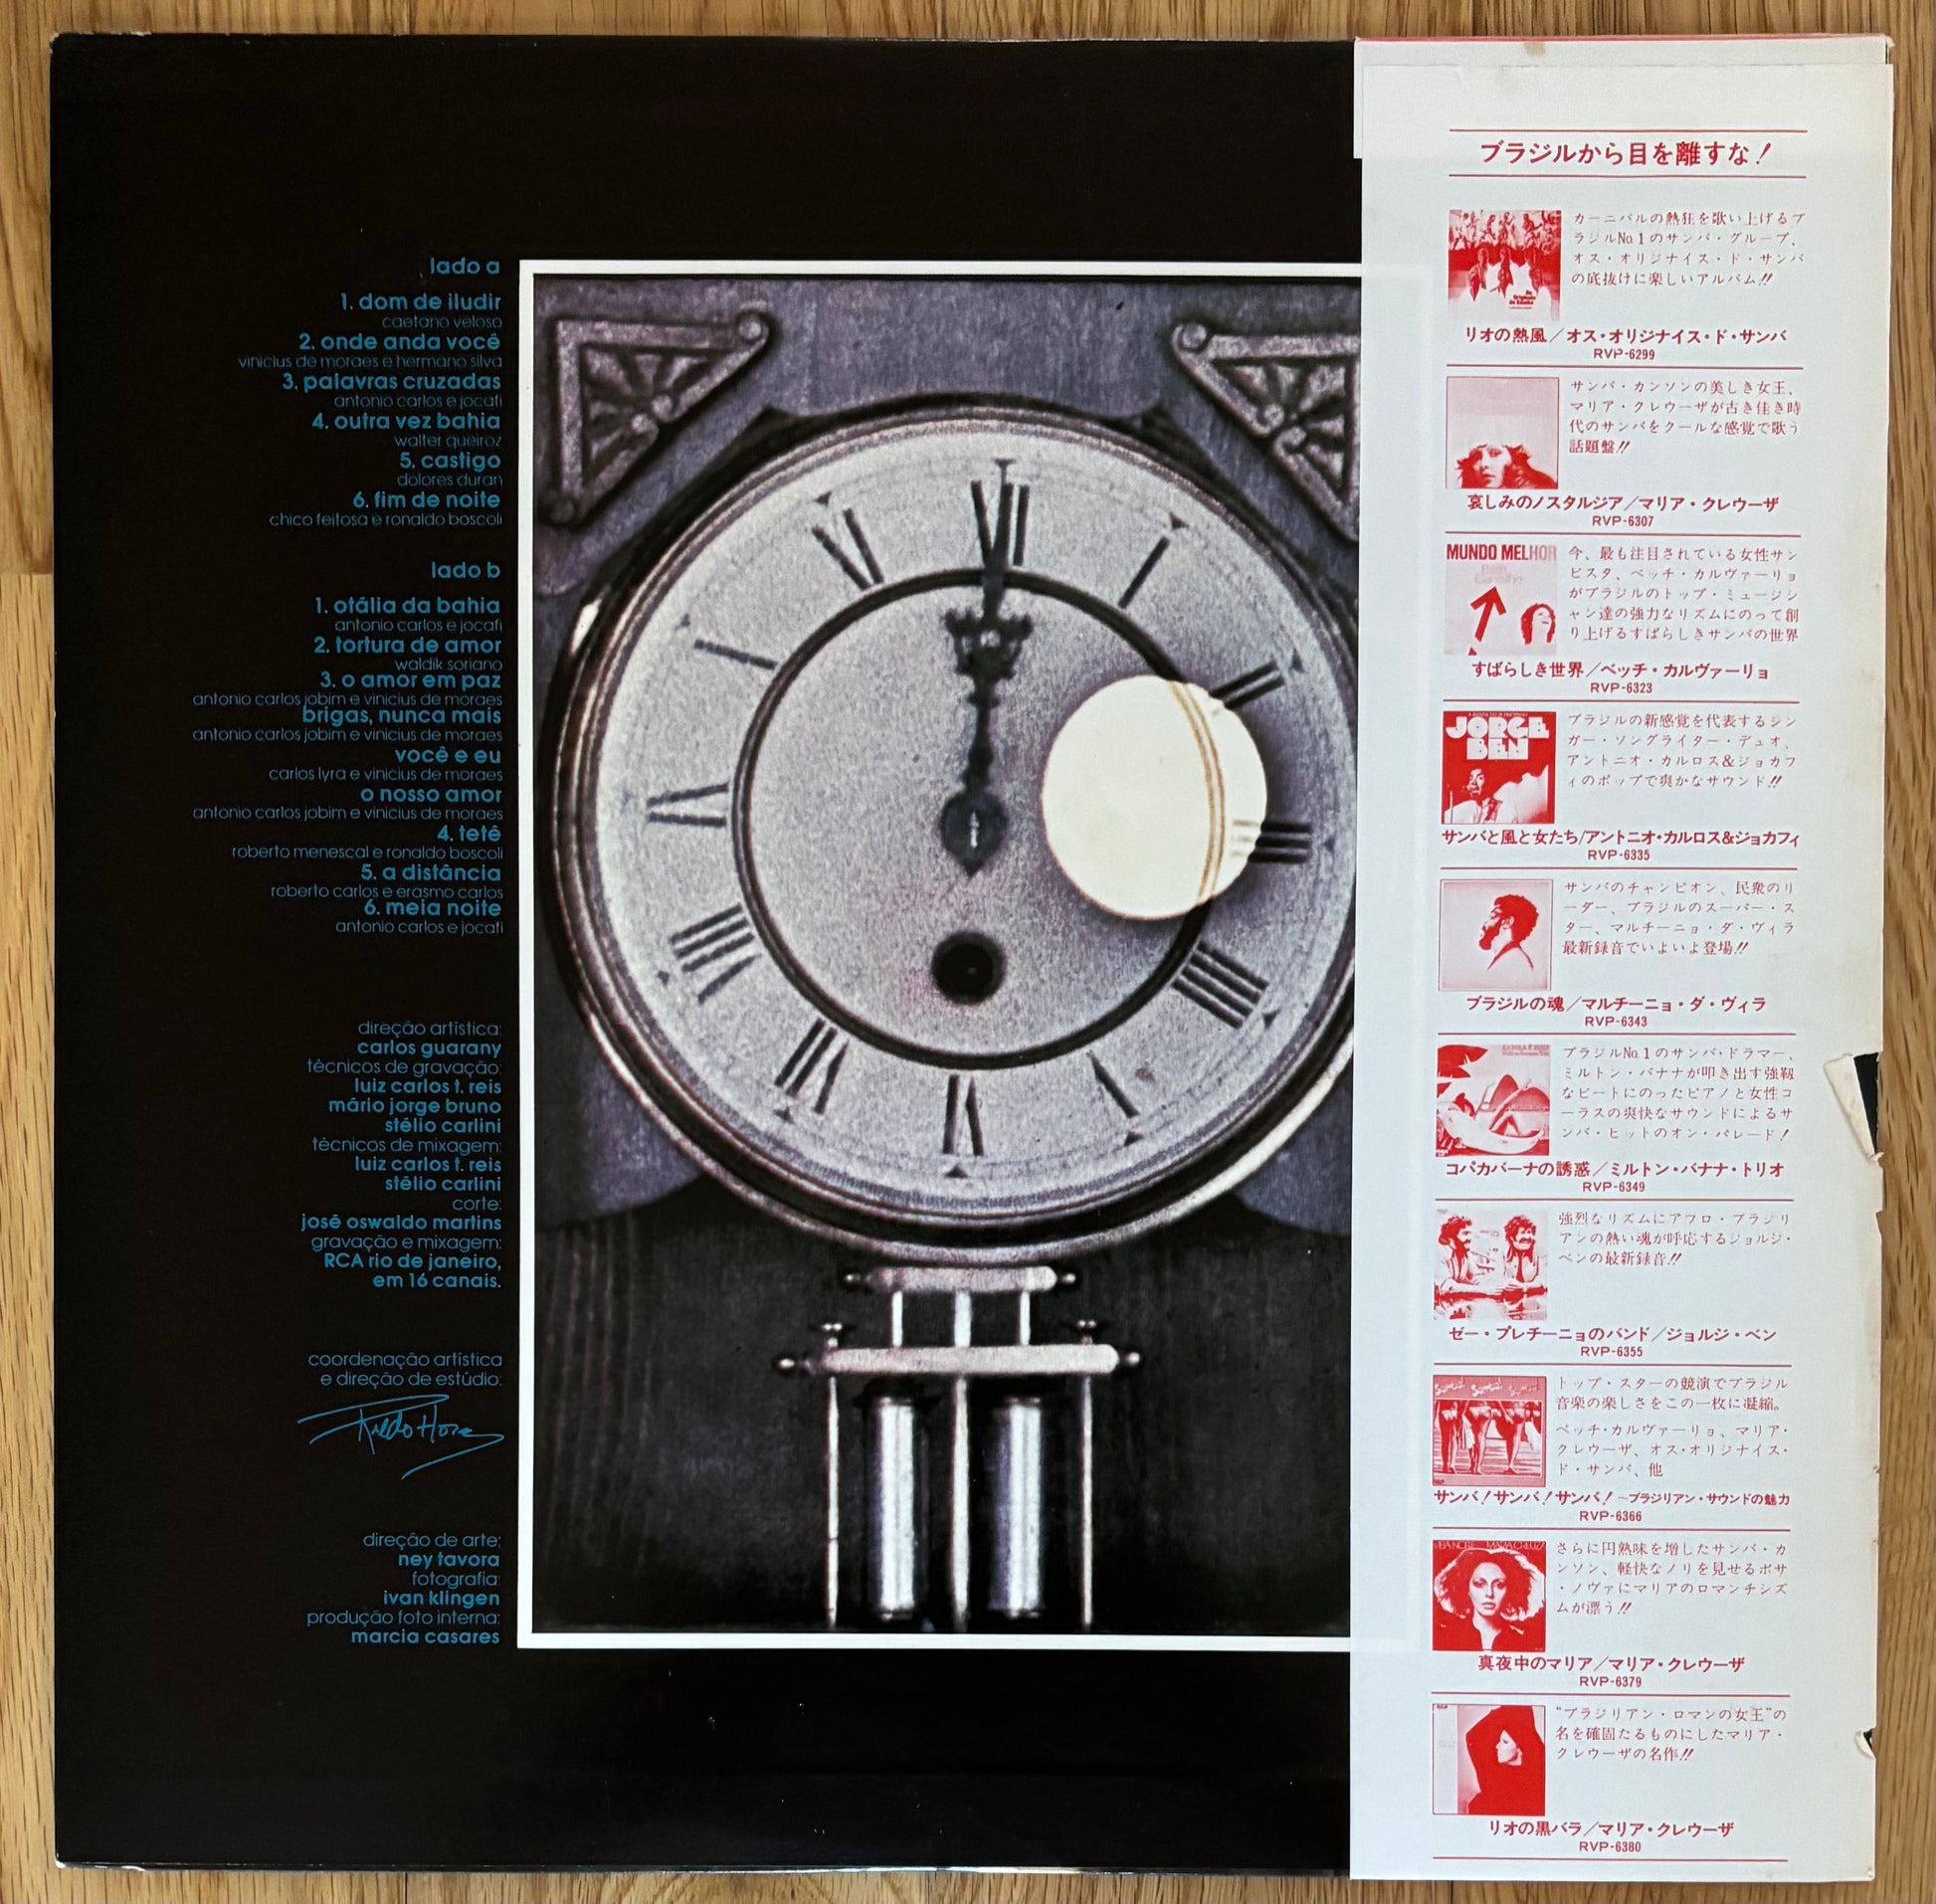 lado a
1. dom de iludir
caetano veloso
2. onde anda você
vinicius de moraes e hermano silva
3. palavras cruzadas
antonio carlos e jocafi
4. outra vez bahia
walter queiroz
5. castigo
dolores duran
6. fim de noite
chico feitosa e ronaldo boscoli
lado b
1. otália da bahia
antonio carlos e jocafi
2. tortura de amor
waldik soriano
3. o amor em paz
antonio carlos jobim e vinicius de moraes
brigas, nunca mais
antonio carlos jobim e vinicius de moraes
você e eu
carlos lyra e vinicius de moraes
o nosso amor
antonio carlos jobim e vinicius de moraes
4. tetê
roberto menescal e ronaldo boscoli
5. a distância
roberto carlos e erasmo carlos
6. meia noite
antonio carlos e jocafi
direção artística:
carlos guarany
técnicos de gravação:
luiz carlos t. reis
mário jorge bruno
stélio carlini
técnicos de mixagem:
luiz carlos t. reis
stélio carlini
corte:
josé oswaldo martins
gravação e mixagem:
RCA rio de janeiro,
em 16 canais.
coordenação artística
e direção de estúdio:
Rildo Hora
direção de arte:
ney tavora
fotografia:
ivan klingen
produção foto interna:
marcia casares
ブラジルから目を離すな!
カーニバルの熱狂を歌い上げるブ
ラジルNo.1のサンバ・グループ、
オス・オリジナイス・ド・サンバ
の底抜けに楽しいアルバム!!
リオの熱風/オス・オリジナイス・ド・サンバ
RVP-6299
サンバ・カンソンの美しき女王、
マリア・クレウーザが古き佳き時
代のサンバをクールな感覚で歌う
話題盤!!
哀しみのノスタルジア/マリア・クレウーザ
RVP-6307
MUNDO MELHOR
Beth
Carvalho
今、最も注目されている女性サン
ビスタ、ベッチ・カルヴァーリョ
がブラジルのトップ・ミュージシ
ャン達の強力なリズムにのって創
り上げるすばらしきサンバの世界
すばらしき世界/ベッチ・カルヴァーリョ
RVP-6323
JORGE
BEN
ブラジルの新感覚を代表するシン
ガー・ソングライター・デュオ、
アントニオ・カルロス&ジョカフ
ィのポップで爽かなサウンド!!
サンバと風と女たち/アントニオ・カルロス&ジョカフィ
RVP-6335
サンバのチャンピオン、民衆のリ
ーダー、ブラジルのスーパー・ス
ター、マルチーニョ・ダ・ヴィラ
最新録音でいよいよ登場!!
ブラジルの魂/マルチーニョ・ダ・ヴィラ
RVP-6343
ブラジルNo.1のサンバ・ドラマー、
ミルトン・バナナが叩き出す強靱
なビートにのったピアノと女性コ
ーラスの爽快なサウンドによるサ
ンバ・ヒットのオン・パレード!
コパカバーナの誘惑/ミルトン・バナナ・トリオ
RVP-6349
強烈なリズムにアフロ・ブラジリ
アンの熱い魂が呼応するジョルジ・
ベンの最新録音!!
ゼー・プレチーニョのバンド/ジョルジ・ベン
RVP-6355
トップ・スターの競演でブラジル
音楽の楽しさをこの一枚に凝縮。
ベッチ・カルヴァーリョ、マリア・
クレウーザ、オス・オリジナイス・
ド・サンバ、他
サンバ!サンバ!サンバ!~ブラジリアン・サウンドの魅力
RVP-6366
MEIA NOITE MARIA CREUZA
さらに円熟味を増したサンバ・カ
ンソン、軽快なノリを見せるボサ
・ノヴァにマリアのロマンチシズ
ムが漂う!!
真夜中のマリア/マリア・クレウーザ
RVP-6379
“ブラジリアン・ロマンの女王”の
名を確固たるものにしたマリア・
クレウーザの名作!!
リオの黒バラ/マリア・クレウーザ
RVP-6380